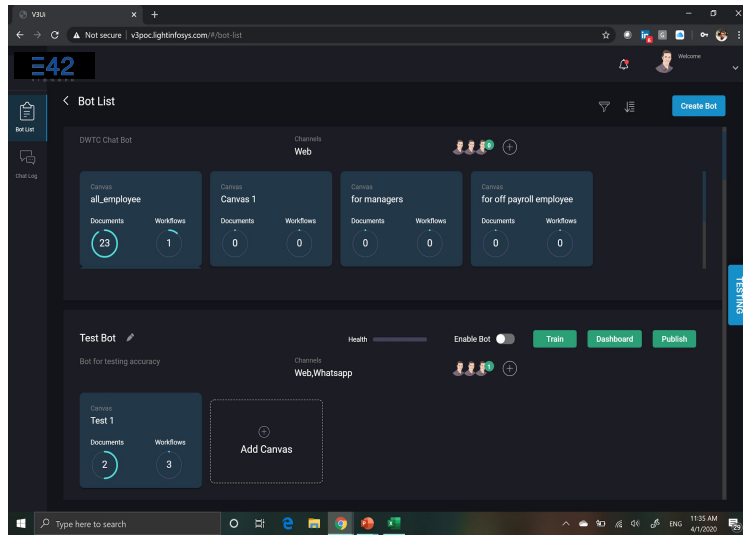 V3UI
Not secure | v3poc.lightinfosys.com/#/bot-list
E42
Welcome
Bot List
Create Bot
Bot List
Chat Log
DWTC Chat Bot
Channels
Web
6
Canvas
all_employee
Documents Workflows
23 1
Canvas
Canvas 1
Documents Workflows
0 0
Canvas
for managers
Documents Workflows
0 0
Canvas
for off payroll employee
Documents Workflows
0 0
TESTING
Test Bot
Health
Enable Bot
Train
Dashboard
Publish
Bot for testing accuracy
Channels
Web,Whatsapp
1
Canvas
Test 1
Documents Workflows
2 3
Add Canvas
Type here to search
ENG
11:35 AM
4/1/2020
29